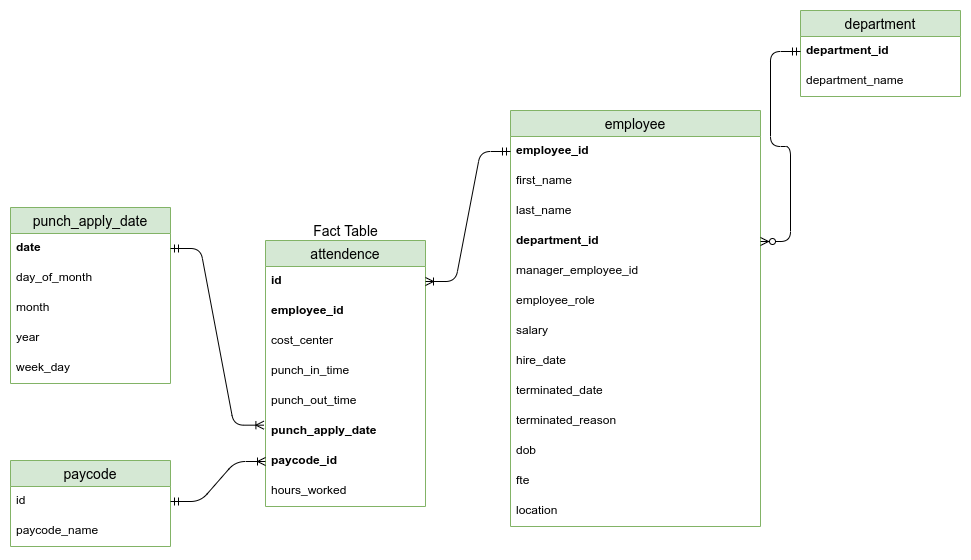 department
department_id
department_name
employee
employee_id
first_name
last_name
department_id
manager_employee_id
employee_role
salary
hire_date
terminated_date
terminated_reason
dob
fte
location
punch_apply_date
date
day_of_month
month
year
week_day
Fact Table
attendence
id
employee_id
cost_center
punch_in_time
punch_out_time
punch_apply_date
paycode_id
hours_worked
paycode
id
paycode_name